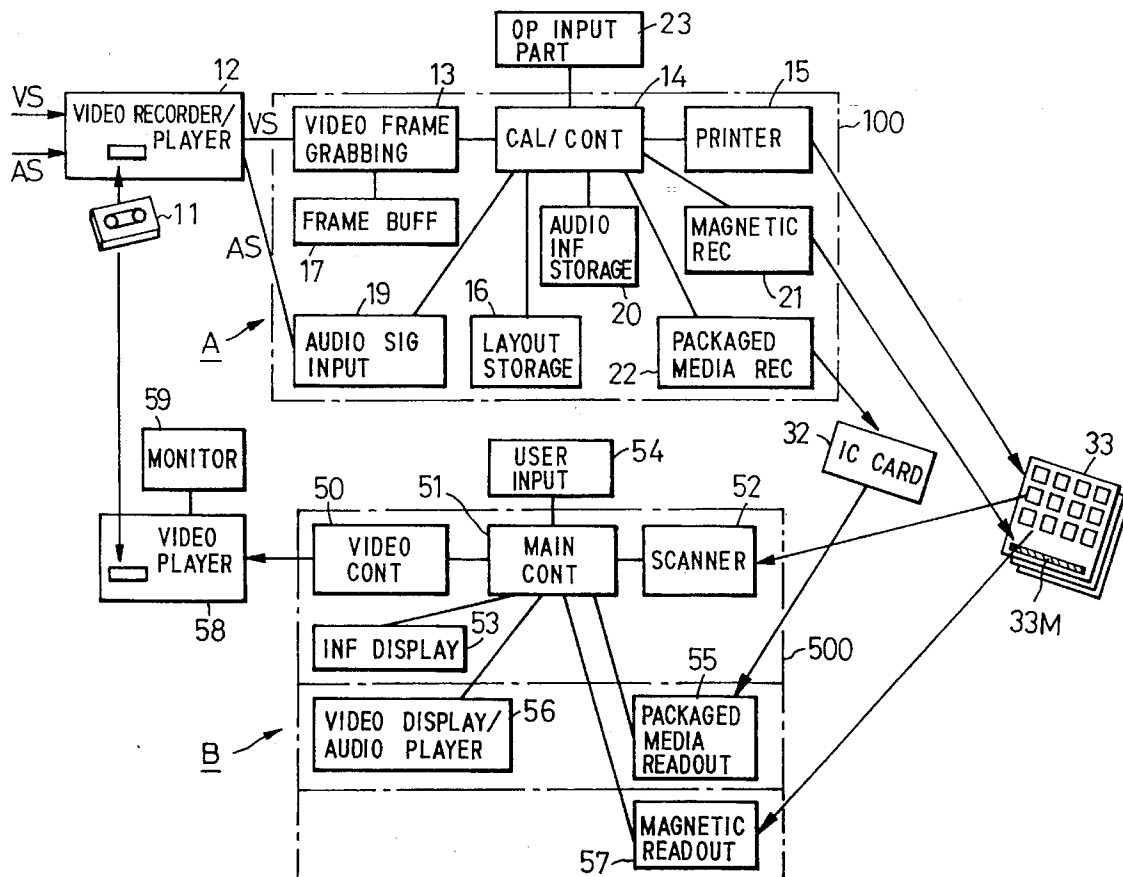 OP INPUT
PART
23
12
13
14
15
VS
VIDEO RECORDER/
PLAYER
VS
VIDEO FRAME
GRABBING
CAL/CONT
PRINTER
100
AS
11
FRAME BUFF
17
AUDIO
INF
STORAGE
20
MAGNETIC
REC
21
AS
A
19
AUDIO SIG
INPUT
16
LAYOUT
STORAGE
PACKAGED
MEDIA REC
22
59
MONITOR
32
IC CARD
33
33M
USER
INPUT
54
50
51
52
VIDEO
PLAYER
58
VIDEO
CONT
MAIN
CONT
SCANNER
INF DISPLAY
53
500
55
VIDEO DISPLAY/
AUDIO PLAYER
56
PACKAGED
MEDIA
READOUT
B
MAGNETIC
READOUT
57